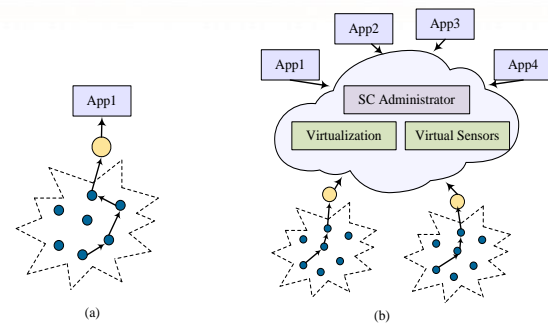 App2
App3
App1
App4
SC Administrator
App1
Virtualization
Virtual Sensors
(a)
(b)